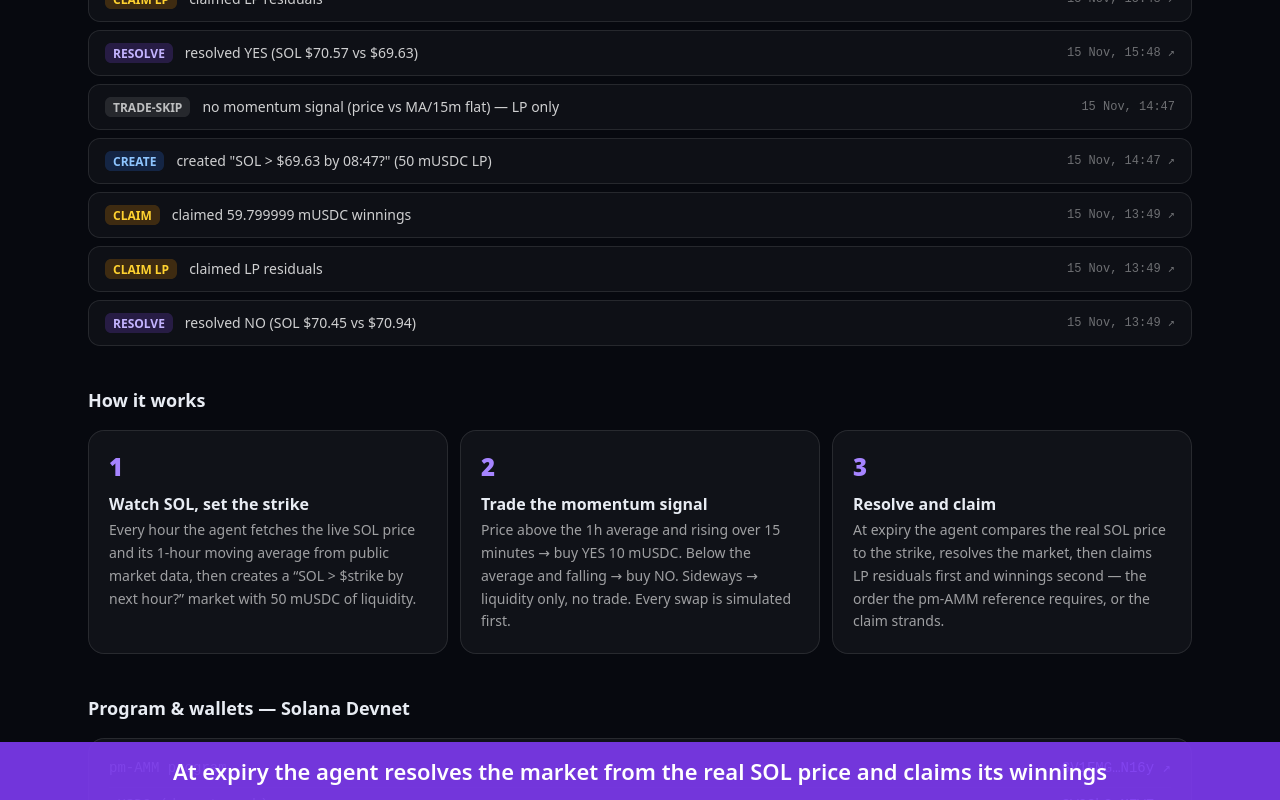 CLAIM LP claimed LP residuals
RESOLVE resolved YES (SOL $70.57 vs $69.63) 15 Nov, 15:48 ↗
TRADE-SKIP no momentum signal (price vs MA/15m flat) — LP only 15 Nov, 14:47
CREATE created "SOL > $69.63 by 08:47?" (50 mUSDC LP) 15 Nov, 14:47 ↗
CLAIM claimed 59.799999 mUSDC winnings 15 Nov, 13:49 ↗
CLAIM LP claimed LP residuals 15 Nov, 13:49 ↗
RESOLVE resolved NO (SOL $70.45 vs $70.94) 15 Nov, 13:49 ↗
How it works
1
Watch SOL, set the strike
Every hour the agent fetches the live SOL price
and its 1-hour moving average from public
market data, then creates a “SOL > $strike by
next hour?” market with 50 mUSDC of liquidity.
2
Trade the momentum signal
Price above the 1h average and rising over 15
minutes → buy YES 10 mUSDC. Below the
average and falling → buy NO. Sideways →
liquidity only, no trade. Every swap is simulated
first.
3
Resolve and claim
At expiry the agent compares the real SOL price
to the strike, resolves the market, then claims
LP residuals first and winnings second — the
order the pm-AMM reference requires, or the
claim strands.
Program & wallets — Solana Devnet
pm-AMM
At expiry the agent resolves the market from the real SOL price and claims its winnings